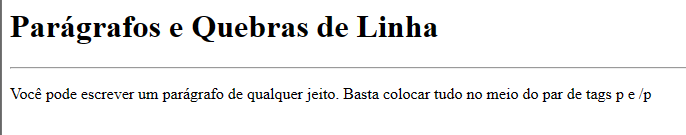 Parágrafos e Quebras de Linha
Você pode escrever um parágrafo de qualquer jeito. Basta colocar tudo no meio do par de tags p e /p